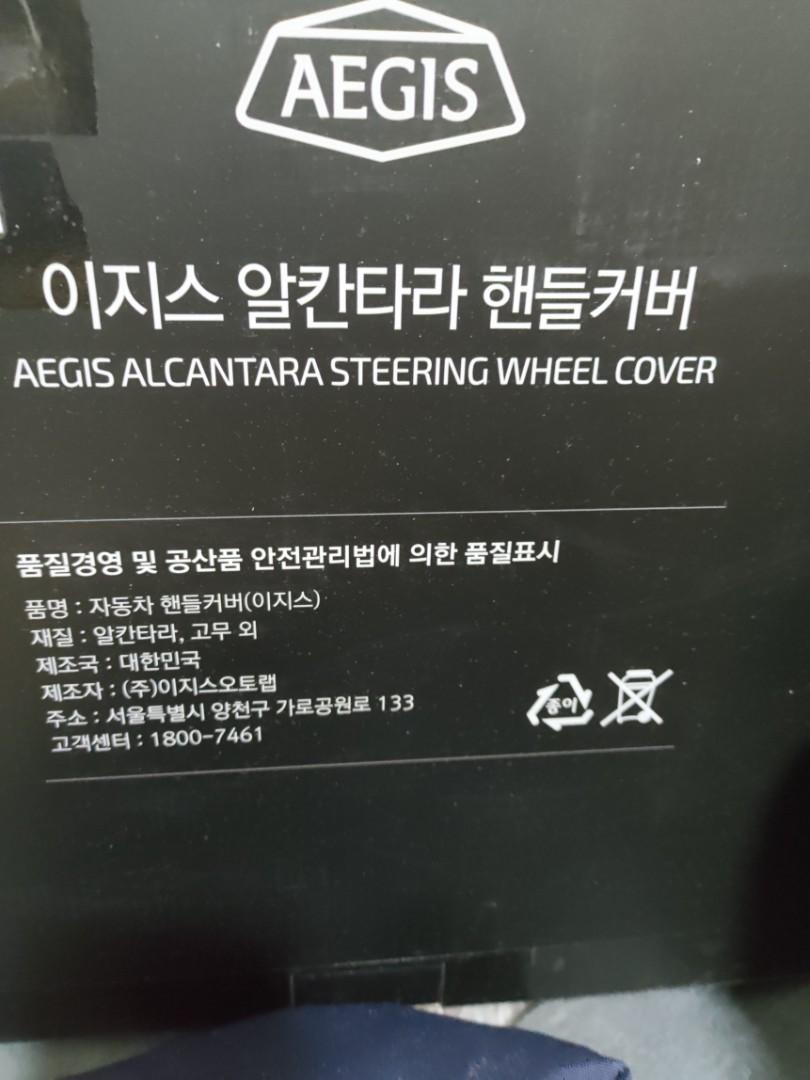 AEGIS
이지스 알칸타라 핸들커버
AEGIS ALCANTARA STEERING WHEEL COVER
품질경영 및 공산품 안전관리법에 의한 품질표시
품명 : 자동차 핸들커버(이지스)
재질 : 알칸타라, 고무 외
제조국 : 대한민국
제조자 : (주)이지스오토랩
주소 : 서울특별시 양천구 가로공원로 133
고객센터 : 1800-7461
종이